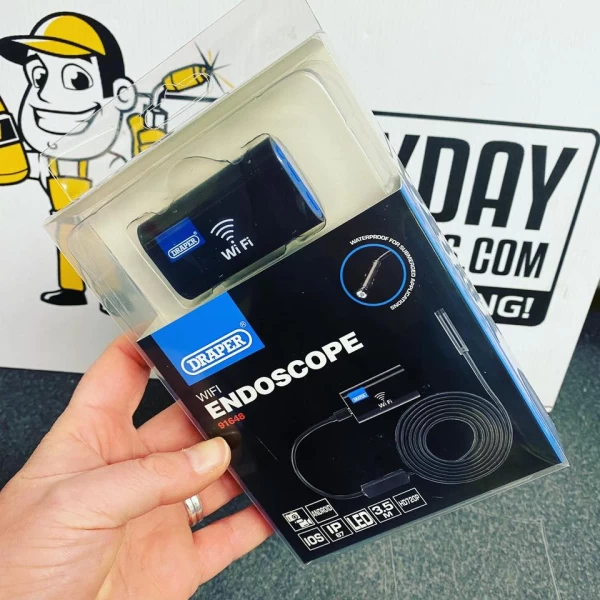 DRAPER
Wi Fi
YDAY
.COM
NG!
WATERPROOF FOR SUBMERGED APPLICATIONS
DRAPER®
WIFI
ENDOSCOPE
91648
DRAPER
Wi Fi
ANDROID
IOS
IP
67
LED
3.5
M
HD720P